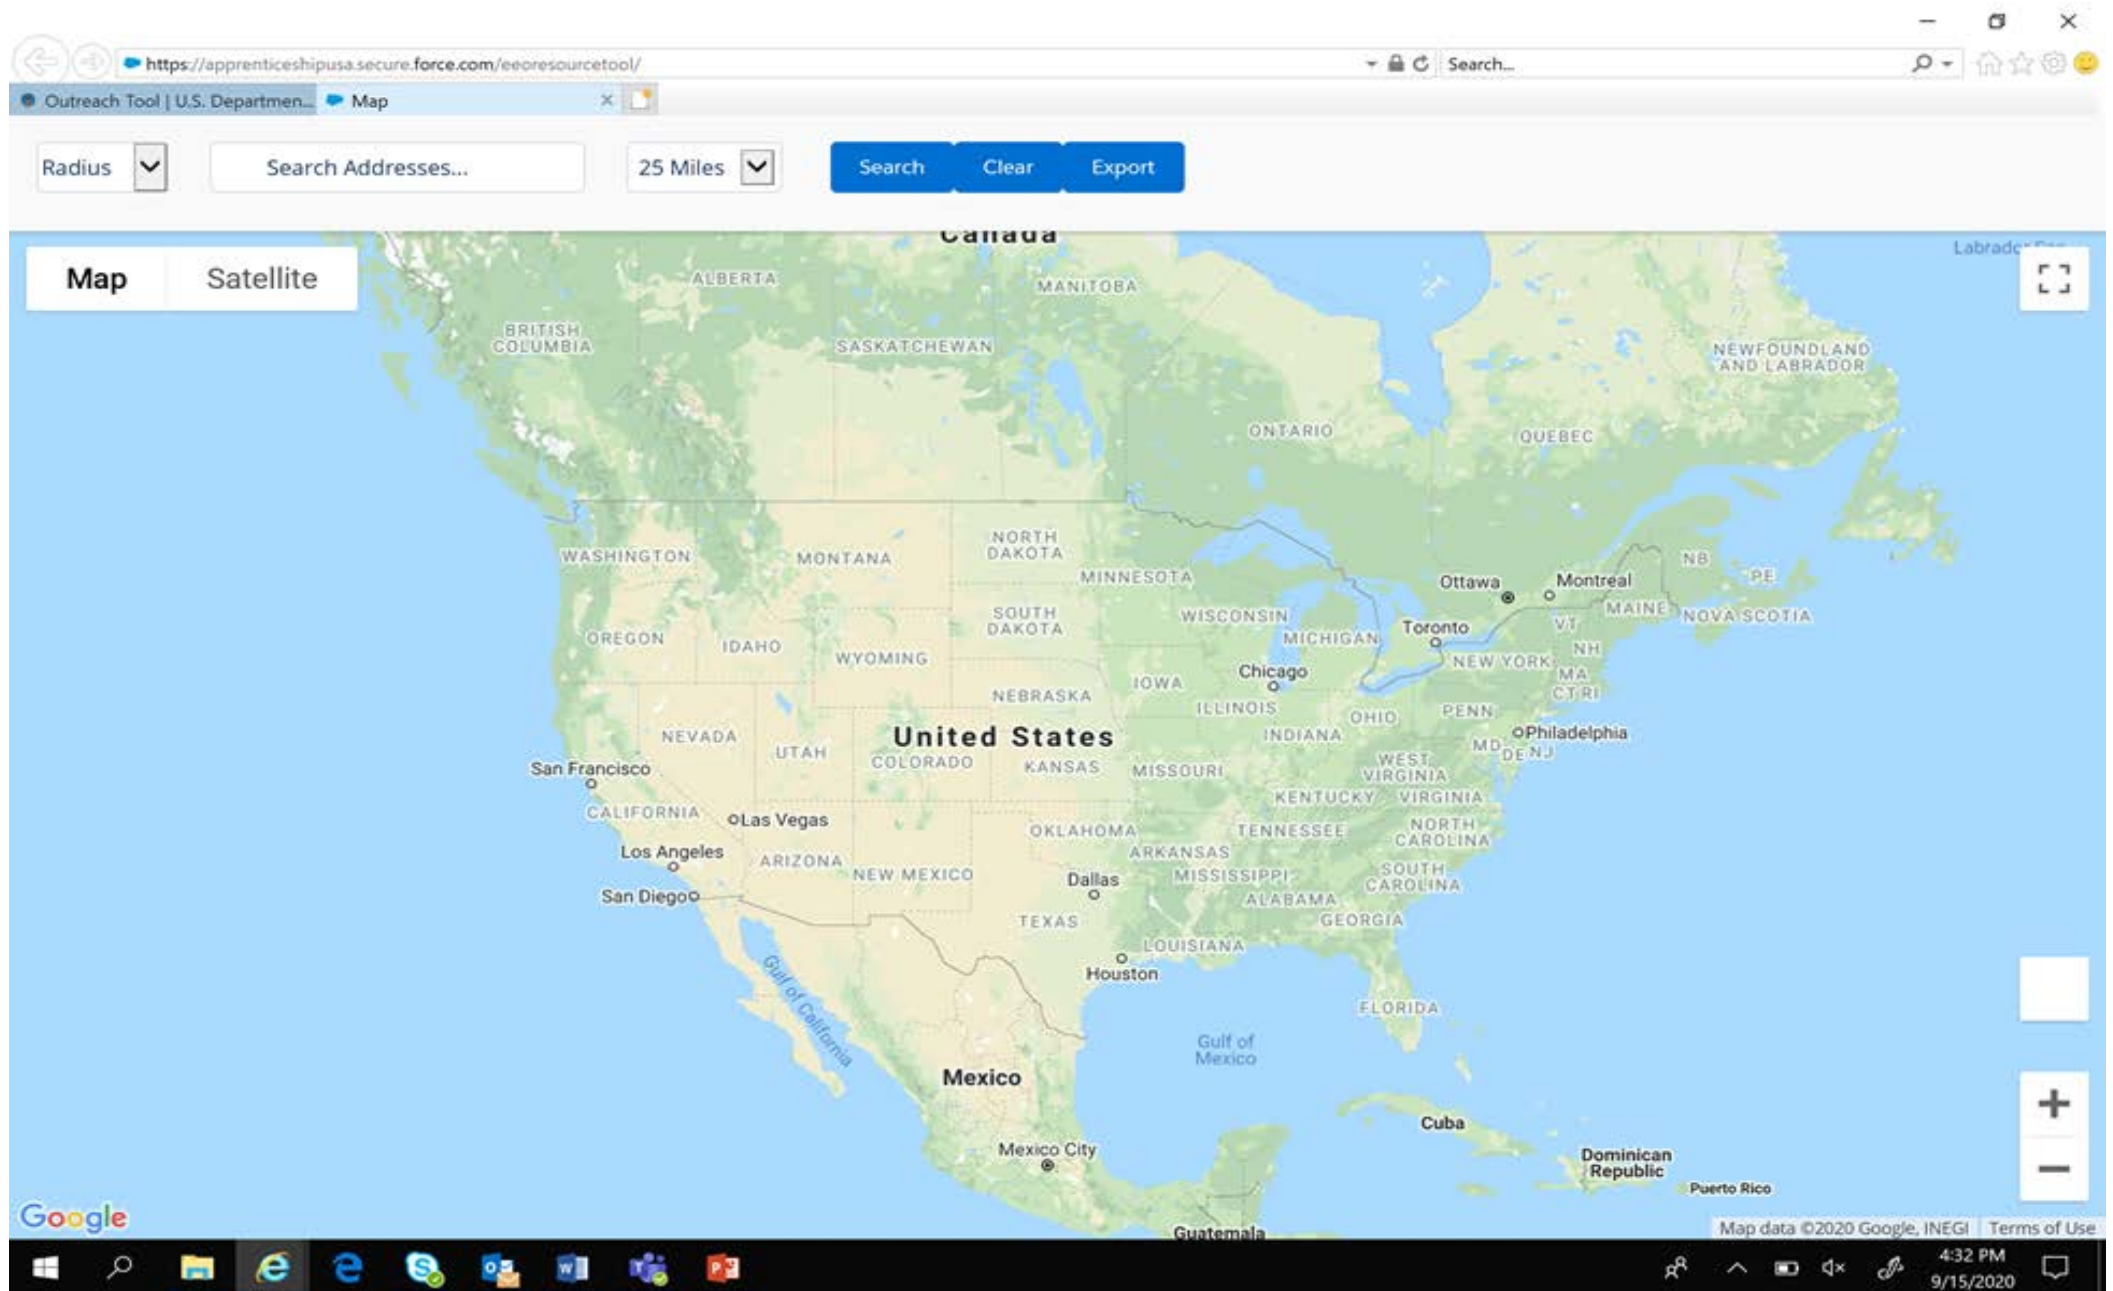 https://apprenticeshipusa.secure.force.com/eeoresourcetool/
Search...
Outreach Tool | U.S. Departmen...
Map
Radius
Search Addresses...
25 Miles
Search
Clear
Export
Map
Satellite
Canada
ALBERTA
MANITOBA
BRITISH
COLUMBIA
SASKATCHEWAN
NEWFOUNDLAND
AND LABRADOR
ONTARIO
QUEBEC
WASHINGTON
MONTANA
NORTH
DAKOTA
MINNESOTA
Ottawa
Montreal
NB
PE
MAINE
NOVA SCOTIA
OREGON
IDAHO
SOUTH
DAKOTA
WISCONSIN
MICHIGAN
Toronto
VT
NH
WYOMING
NEW YORK
MA
CT RI
Chicago
IOWA
NEBRASKA
ILLINOIS
OHIO
PENN
NEVADA
UTAH
United States
COLORADO
KANSAS
MISSOURI
INDIANA
MD
DE
NJ
Philadelphia
WEST
VIRGINIA
San Francisco
CALIFORNIA
Las Vegas
KENTUCKY
VIRGINIA
OKLAHOMA
TENNESSEE
NORTH
CAROLINA
Los Angeles
ARIZONA
NEW MEXICO
ARKANSAS
Dallas
MISSISSIPPI
SOUTH
CAROLINA
San Diego
TEXAS
ALABAMA
GEORGIA
LOUISIANA
Houston
Gulf of California
FLORIDA
Gulf of
Mexico
Mexico
Cuba
Mexico City
Dominican
Republic
Puerto Rico
Guatemala
Google
Map data ©2020 Google, INEGI
Terms of Use
4:32 PM
9/15/2020